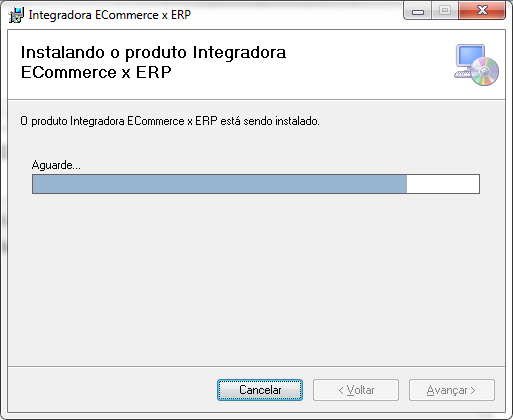 Integradora ECommerce x ERP
Instalando o produto Integradora
ECommerce x ERP
O produto Integradora ECommerce x ERP está sendo instalado.
Aguarde...
Cancelar
< Voltar
Avançar >